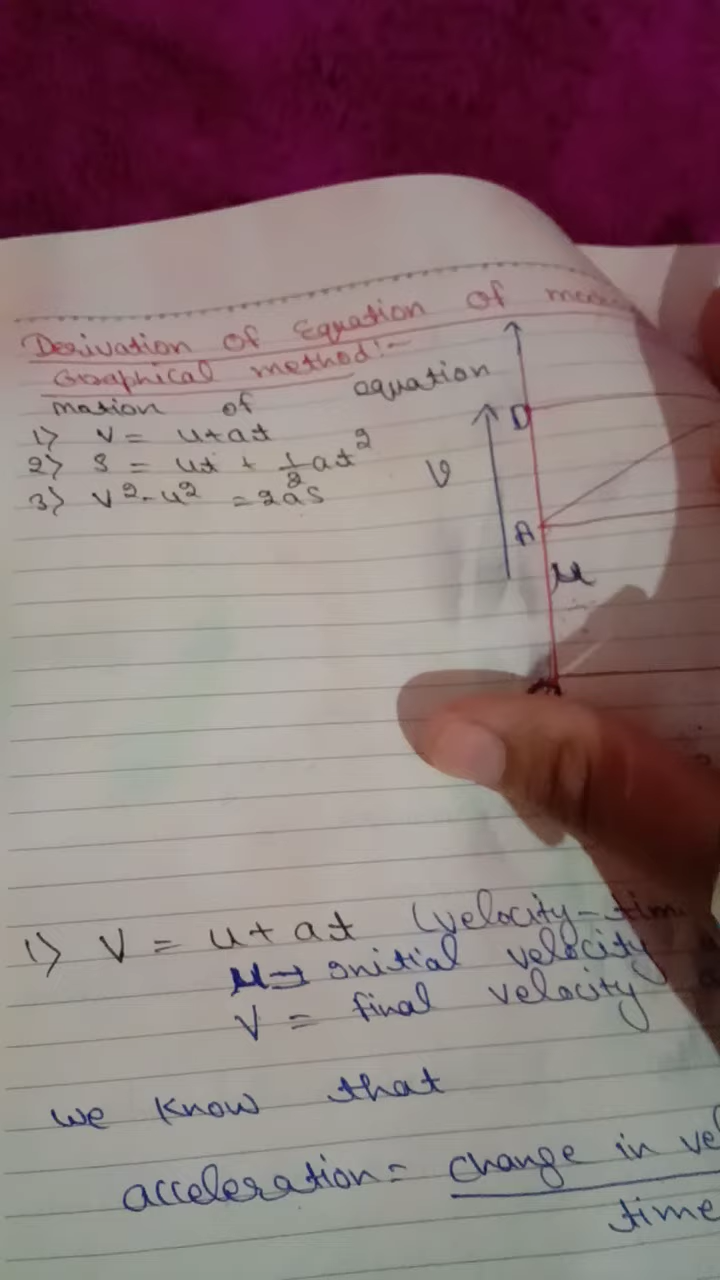 Derivation of Equation of
Graphical method:-
motion of equation
1) v = u+at
2) s = ut + 1/2 at²
3) v²-u² = 2as
D
v
A
u
1) v = u+at (velocity-
u → initial velocity
v = final velocity
we know that
acceleration = change in
time